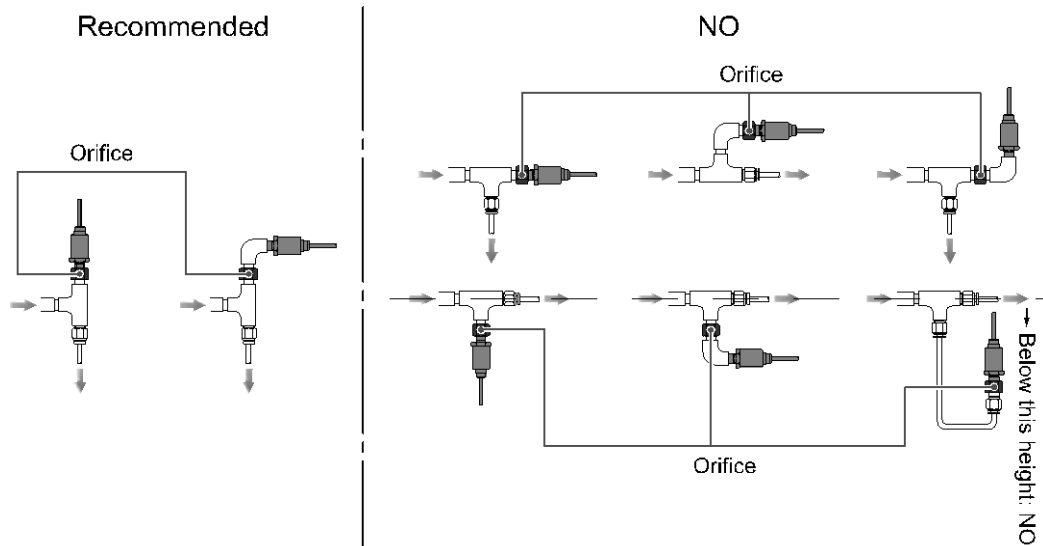 Recommended
Orifice
NO
Orifice
Orifice
Below this height: NO